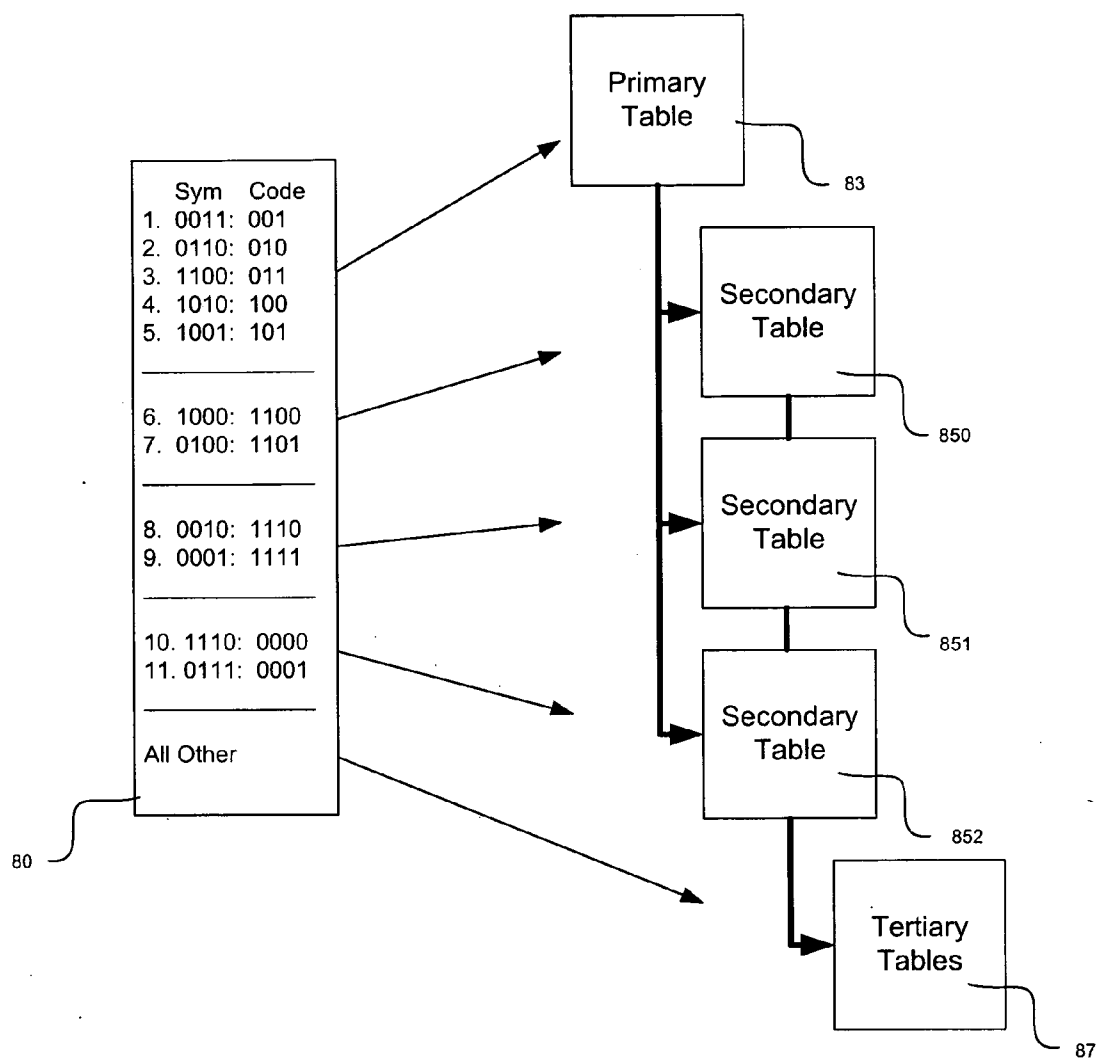 Primary
Table
83
Sym Code
1. 0011: 001
2. 0110: 010
3. 1100: 011
4. 1010: 100
5. 1001: 101
6. 1000: 1100
7. 0100: 1101
8. 0010: 1110
9. 0001: 1111
10. 1110: 0000
11. 0111: 0001
All Other
80
Secondary
Table
850
Secondary
Table
851
Secondary
Table
852
Tertiary
Tables
87